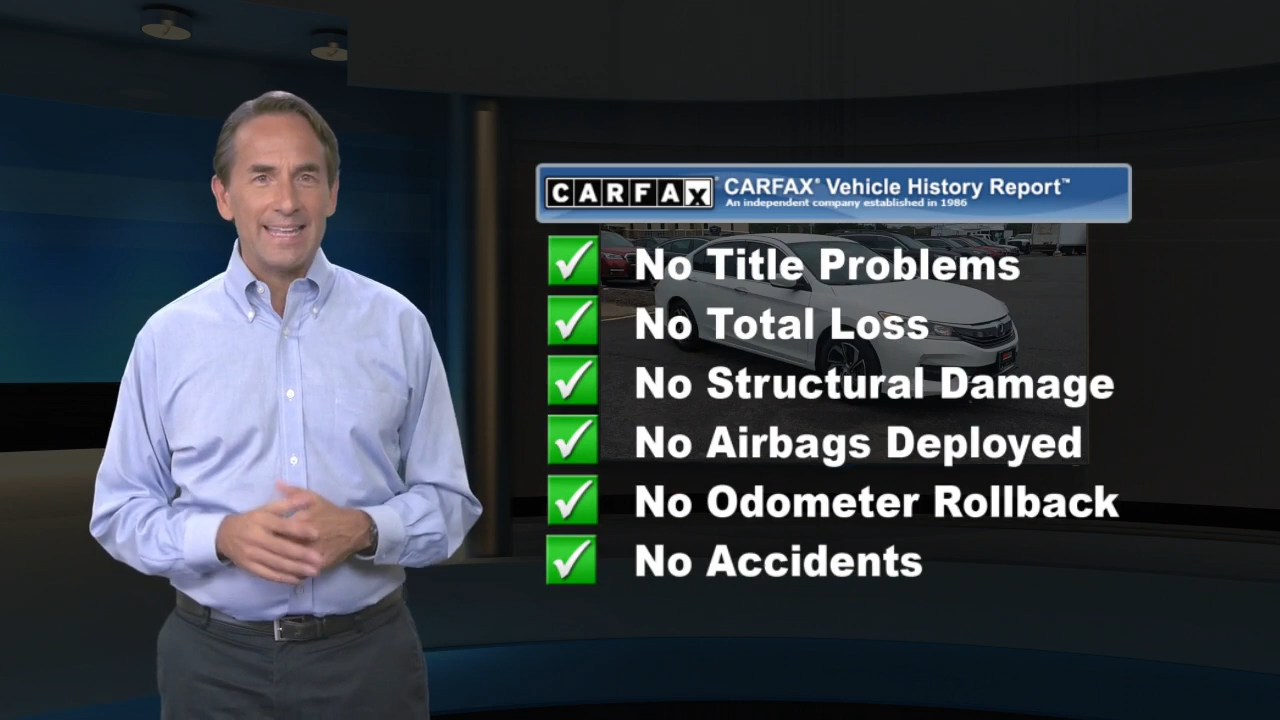 CARFAX
CARFAX® Vehicle History Report™
An independent company established in 1986
No Title Problems
No Total Loss
No Structural Damage
No Airbags Deployed
No Odometer Rollback
No Accidents